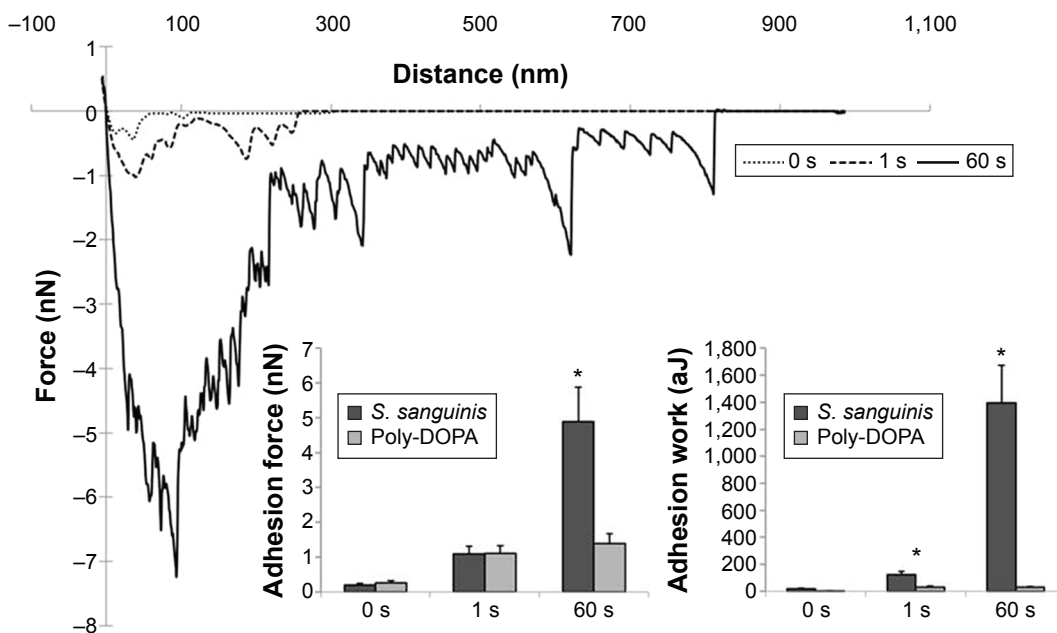 –100 100 300 500 700 900 1,100
Distance (nm)
Force (nN)
1
0
–1
–2
–3
–4
–5
–6
–7
–8
0 s 1 s 60 s
Adhesion force (nN)
7
6
5
4
3
2
1
0
S. sanguinis
Poly-DOPA
*
0 s 1 s 60 s
Adhesion work (aJ)
1,800
1,600
1,400
1,200
1,000
800
600
400
200
0
S. sanguinis
Poly-DOPA
*
*
0 s 1 s 60 s